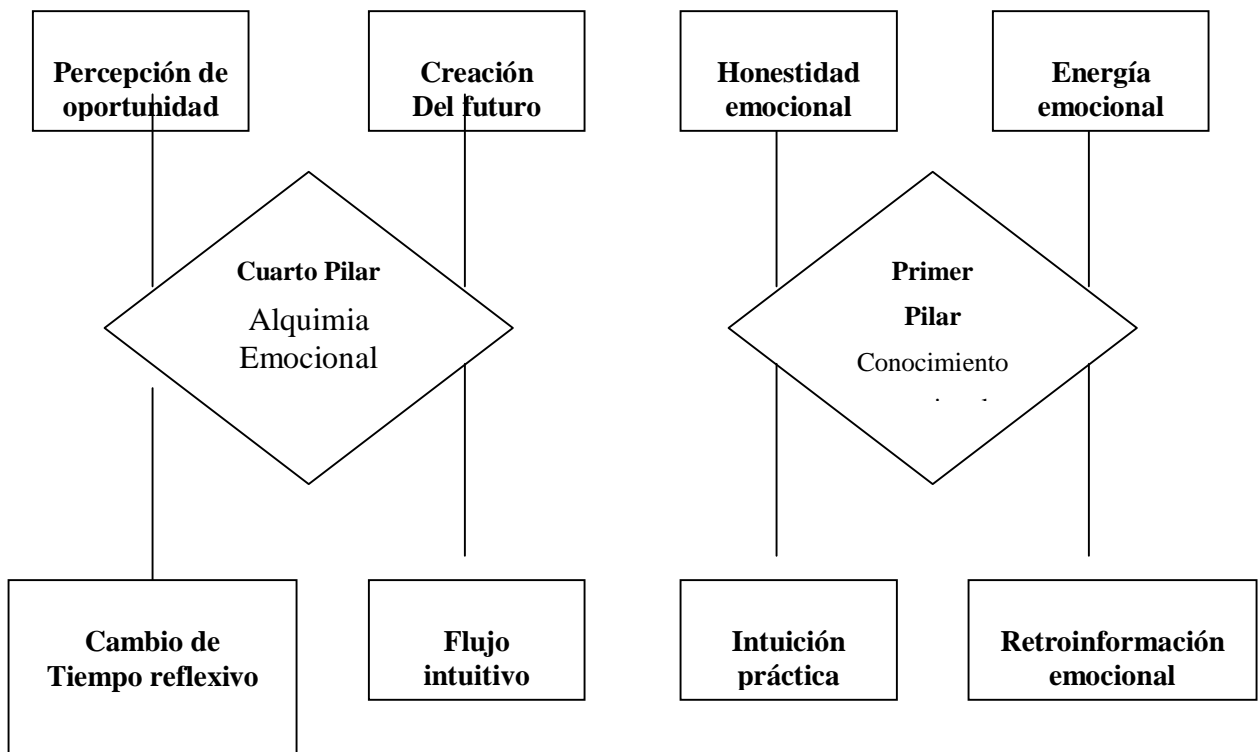 Percepción de
oportunidad
Creación
Del futuro
Honestidad
emocional
Energía
emocional
Cuarto Pilar
Alquimia
Emocional
Primer
Pilar
Conocimiento
Cambio de
Tiempo reflexivo
Flujo
intuitivo
Intuición
práctica
Retroinformación
emocional